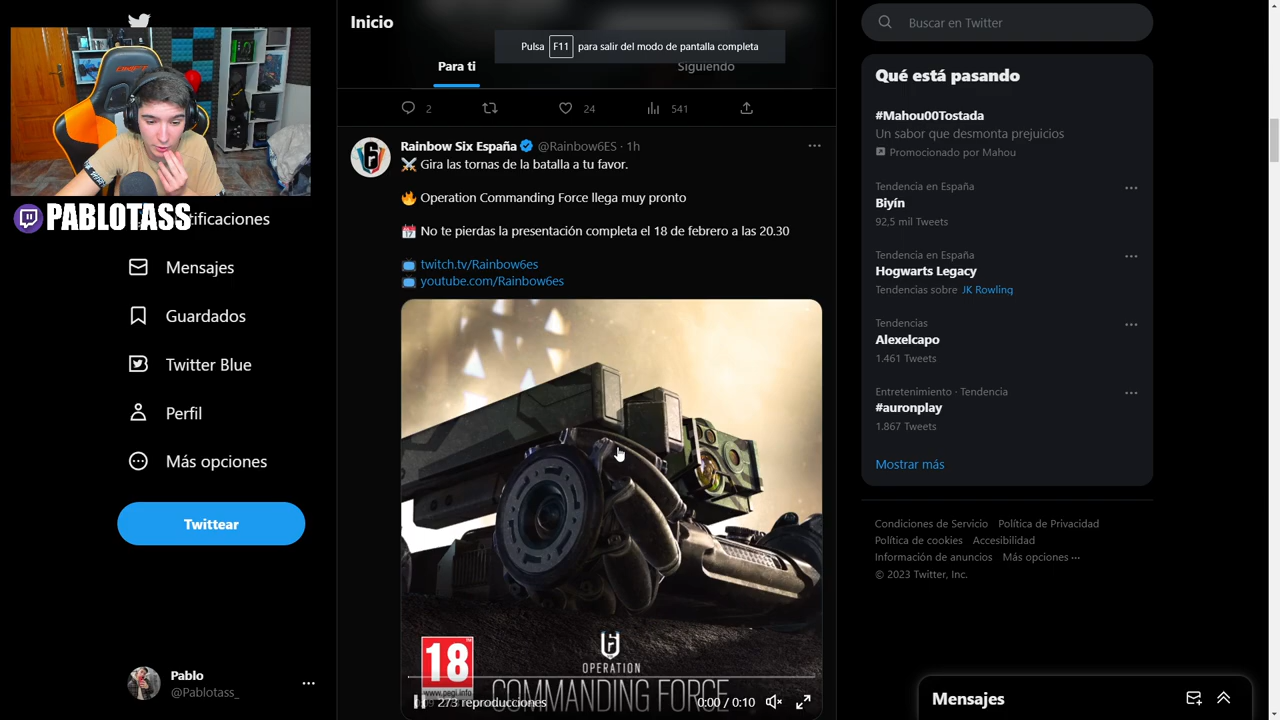 Inicio
Pulsa F11 para salir del modo de pantalla completa
Para ti
Siguiendo
2
24
541
PABLOTASS
tificaciones
Mensajes
Guardados
Twitter Blue
Perfil
Más opciones
Twittear
Pablo
@Pablotass_
Rainbow Six España @Rainbow6ES · 1h
⚔️ Gira las tornas de la batalla a tu favor.
🔥 Operation Commanding Force llega muy pronto
📅 No te pierdas la presentación completa el 18 de febrero a las 20.30
📺 twitch.tv/Rainbow6es
📺 youtube.com/Rainbow6es
18
www.pegi.info
OPERATION
COMMANDING FORCE
273 reproducciones
0:00 / 0:10
Buscar en Twitter
Qué está pasando
#Mahou00Tostada
Un sabor que desmonta prejuicios
Promocionado por Mahou
Tendencia en España
Biyín
92,5 mil Tweets
Tendencia en España
Hogwarts Legacy
Tendencias sobre JK Rowling
Tendencias
Alexelcapo
1.461 Tweets
Entretenimiento · Tendencia
#auronplay
1.867 Tweets
Mostrar más
Condiciones de Servicio Política de Privacidad
Política de cookies Accesibilidad
Información de anuncios Más opciones ···
© 2023 Twitter, Inc.
Mensajes